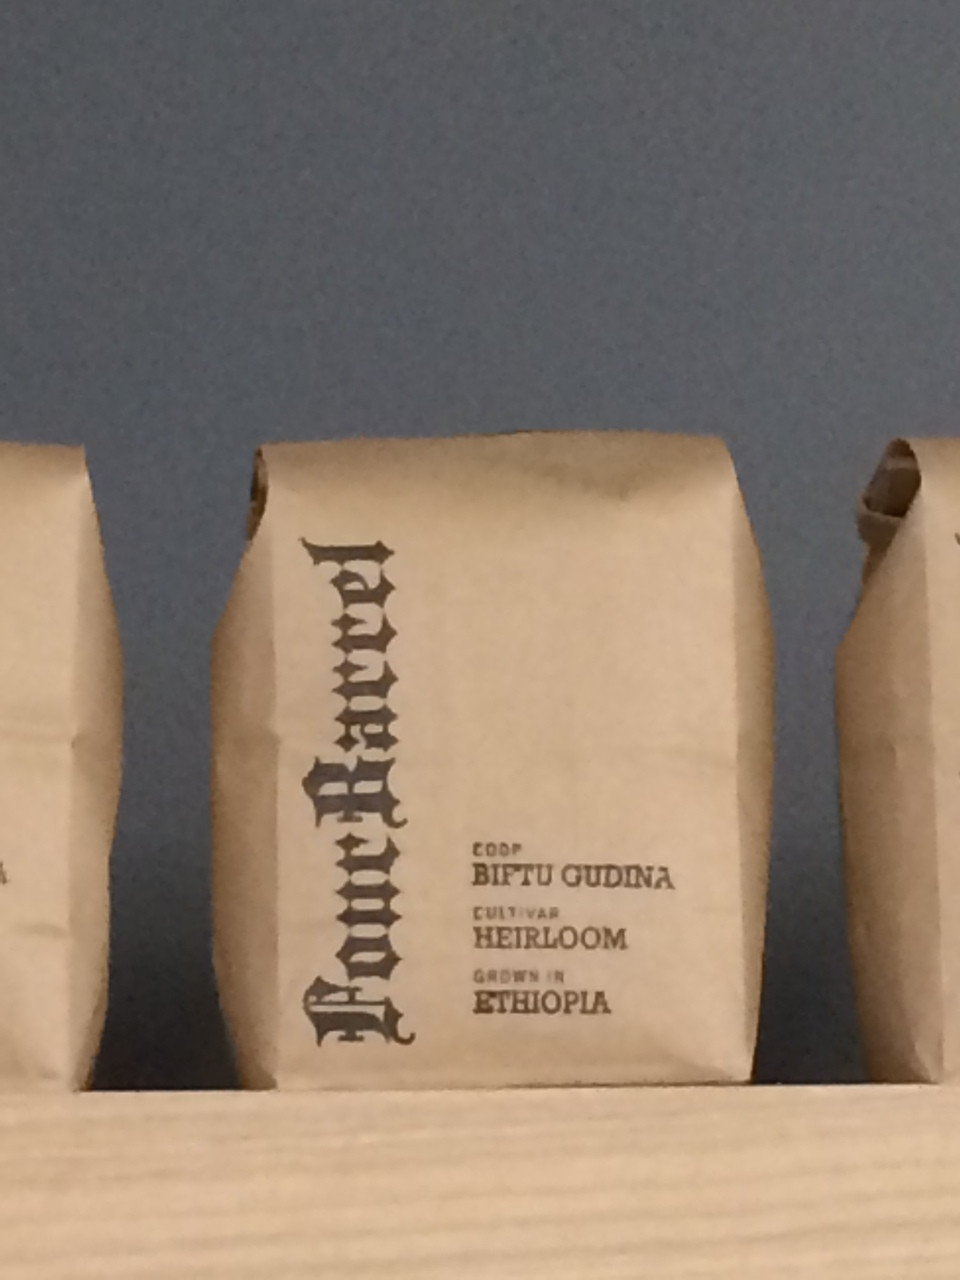 Four Barrel
COOP
BIFTU GUDINA
CULTIVAR
HEIRLOOM
GROWN IN
ETHIOPIA